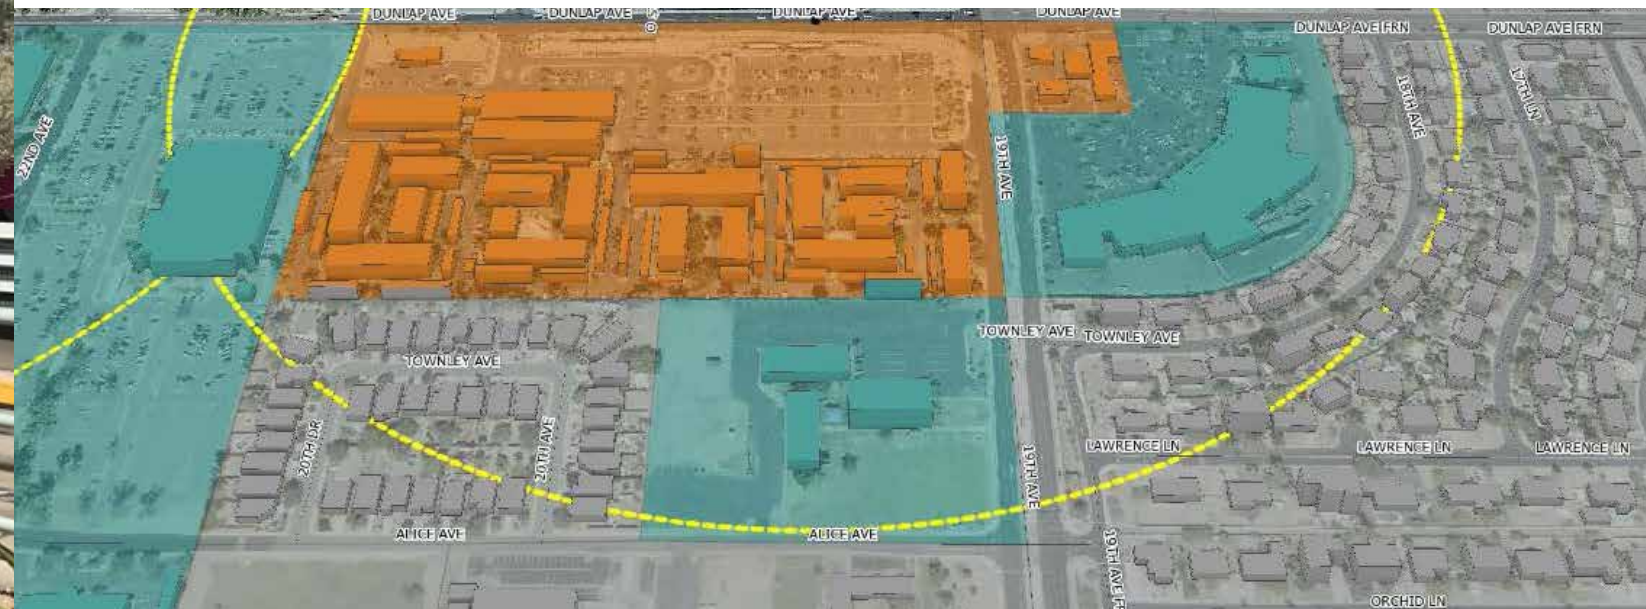 DUNLAP AVE
DUNLAP AVE
DUNLAP AVE
DUNLAP AVE
DUNLAP AVE FRN
DUNLAP AVE FRN
22ND AVE
18TH AVE
17TH LN
19TH AVE
TOWNLEY AVE
TOWNLEY AVE
TOWNLEY AVE
20TH DR
20TH AVE
19TH AVE
LAWRENCE LN
LAWRENCE LN
LAWRENCE LN
ALICE AVE
ALICE AVE
19TH AVE
ORCHID LN